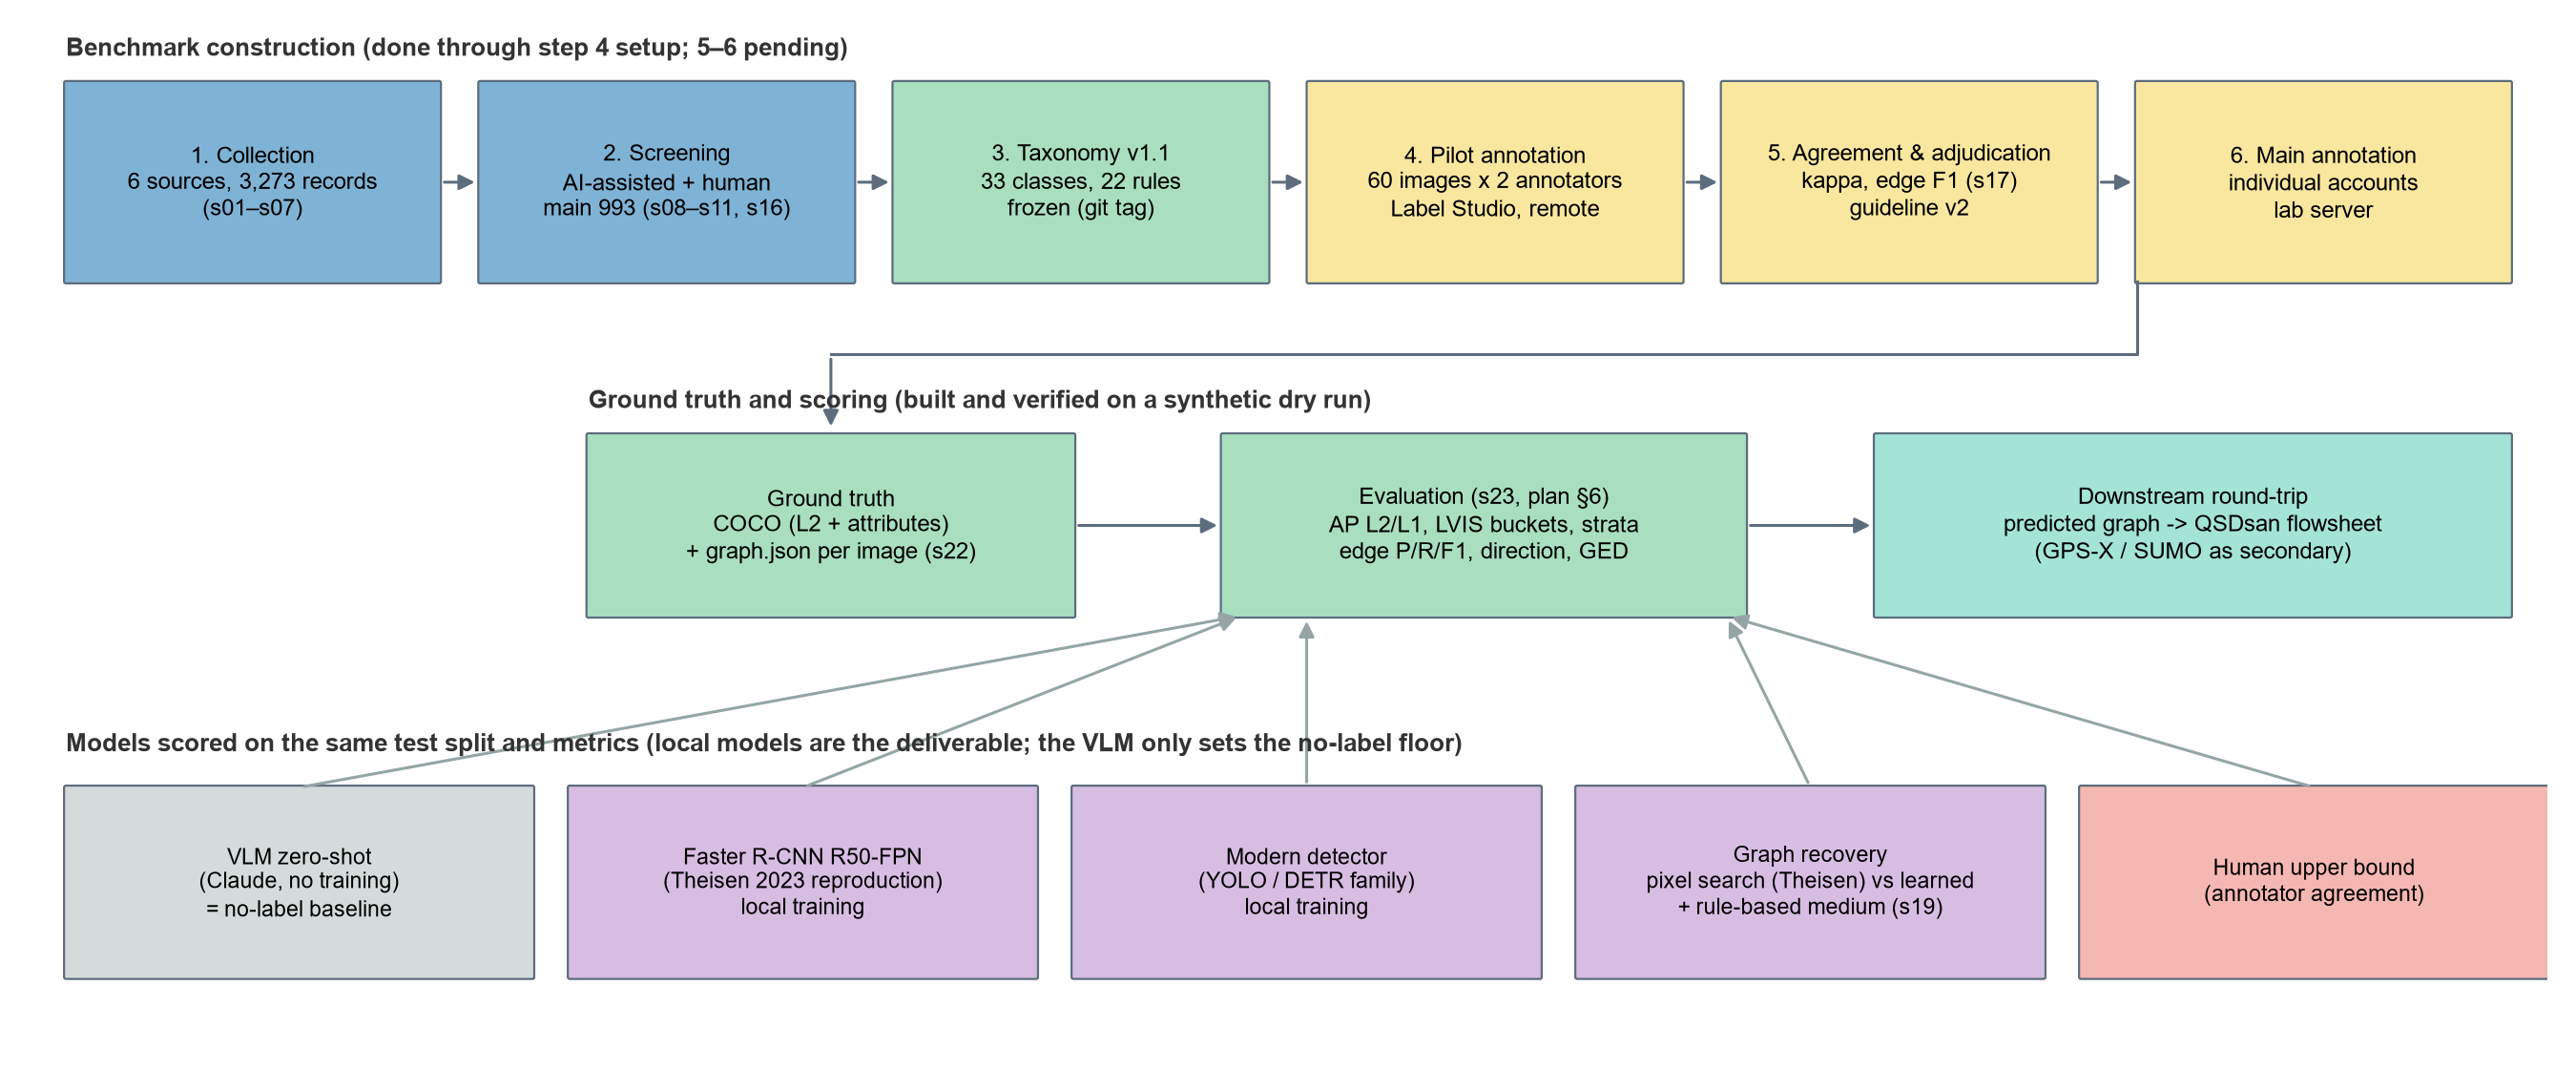 Benchmark construction (done through step 4 setup; 5–6 pending)
1. Collection
6 sources, 3,273 records
(s01–s07)
2. Screening
AI-assisted + human
main 993 (s08–s11, s16)
3. Taxonomy v1.1
33 classes, 22 rules
frozen (git tag)
4. Pilot annotation
60 images x 2 annotators
Label Studio, remote
5. Agreement & adjudication
kappa, edge F1 (s17)
guideline v2
6. Main annotation
individual accounts
lab server
Ground truth and scoring (built and verified on a synthetic dry run)
Ground truth
COCO (L2 + attributes)
+ graph.json per image (s22)
Evaluation (s23, plan §6)
AP L2/L1, LVIS buckets, strata
edge P/R/F1, direction, GED
Downstream round-trip
predicted graph -> QSDsan flowsheet
(GPS-X / SUMO as secondary)
Models scored on the same test split and metrics (local models are the deliverable; the VLM only sets the no-label floor)
VLM zero-shot
(Claude, no training)
= no-label baseline
Faster R-CNN R50-FPN
(Theisen 2023 reproduction)
local training
Modern detector
(YOLO / DETR family)
local training
Graph recovery
pixel search (Theisen) vs learned
+ rule-based medium (s19)
Human upper bound
(annotator agreement)